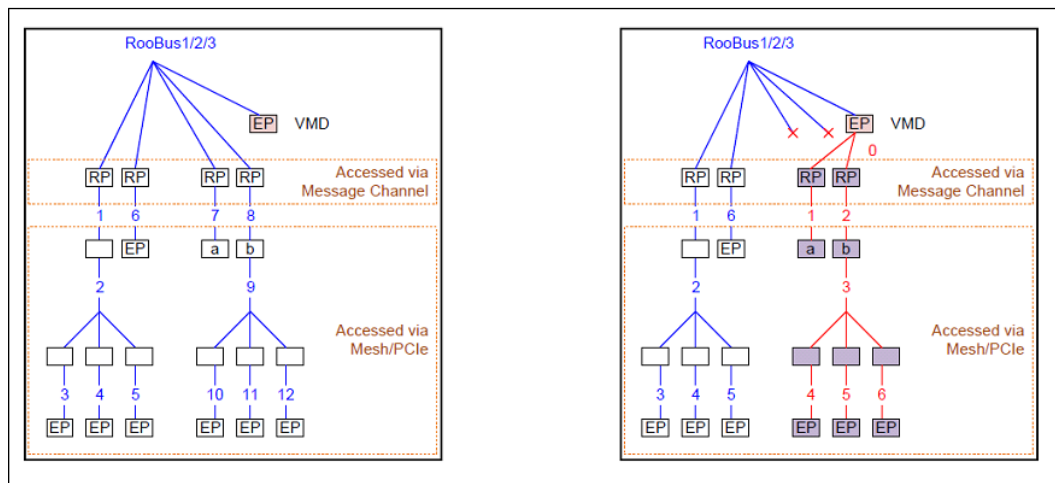 RooBus1/2/3
EP VMD
RP RP RP RP
Accessed via
Message Channel
1 6 7 8
EP a b
2 9
Accessed via
Mesh/PCIe
3 4 5 10 11 12
EP EP EP EP EP EP
RooBus1/2/3
EP VMD
0
RP RP RP RP
Accessed via
Message Channel
1 6 1 2
EP a b
2 3
Accessed via
Mesh/PCIe
3 4 5 4 5 6
EP EP EP EP EP EP